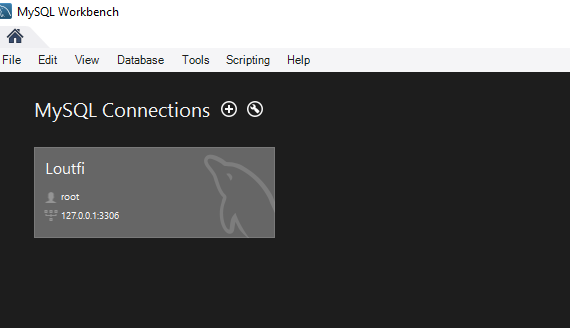 MySQL Workbench
File Edit View Database Tools Scripting Help
MySQL Connections
Loutfi
root
127.0.0.1:3306